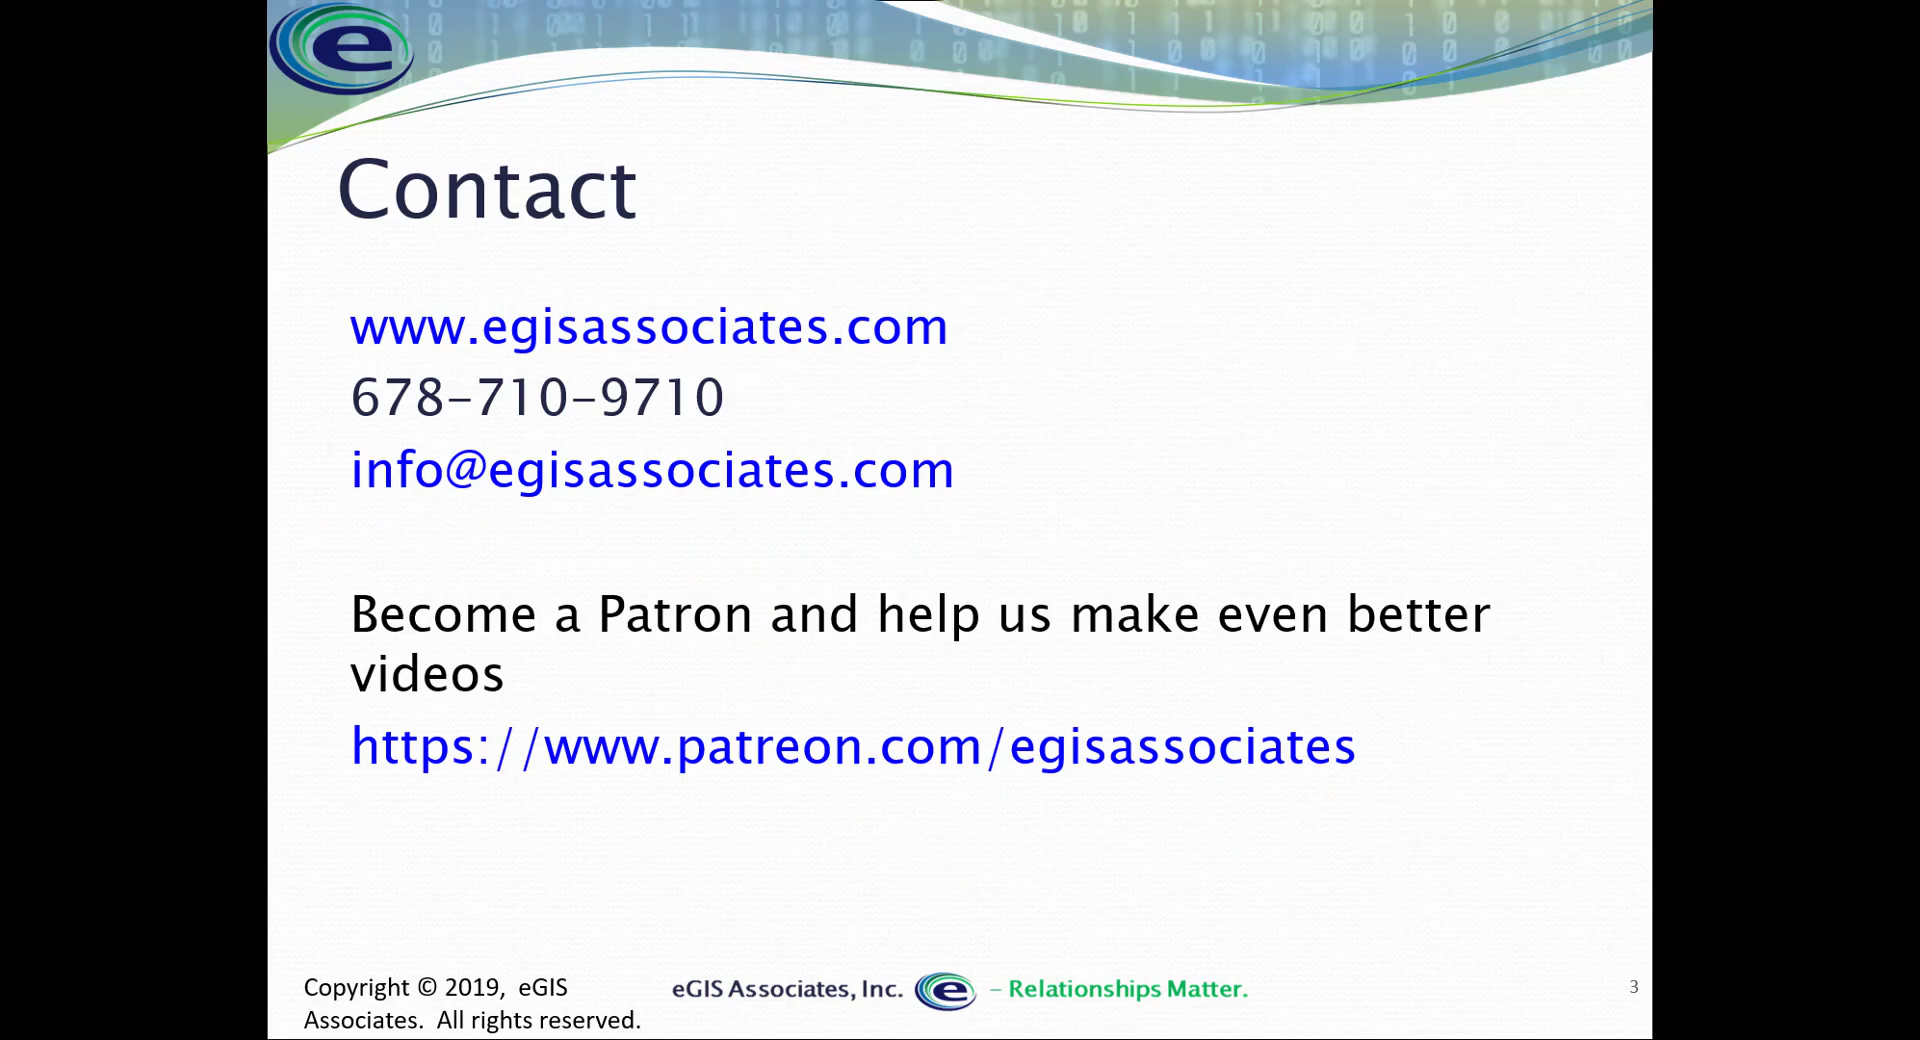 e
Contact
www.egisassociates.com
678-710-9710
info@egisassociates.com
Become a Patron and help us make even better
videos
https://www.patreon.com/egisassociates
Copyright © 2019, eGIS
Associates. All rights reserved.
eGIS Associates, Inc. e – Relationships Matter.
3